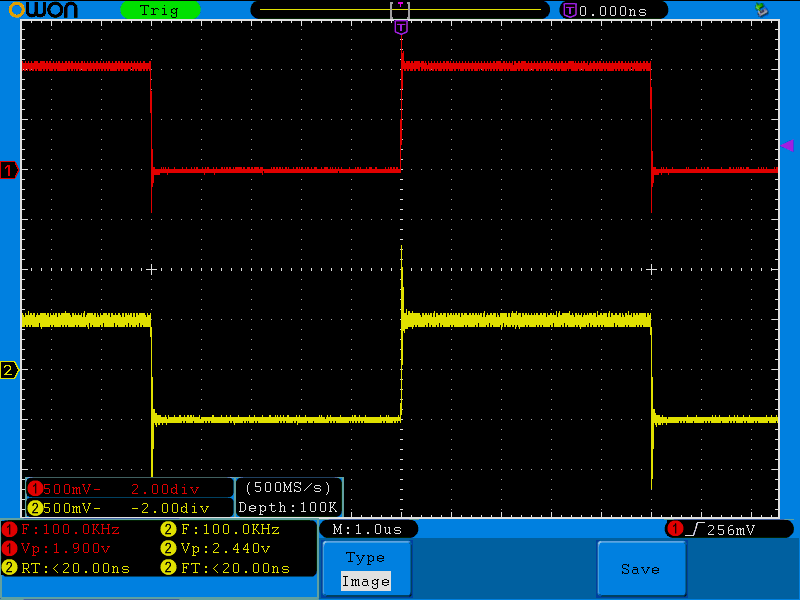 OWON Trig T T 0.000ns
T
1
2
1 500mV- 2.00div (500MS/s)
2 500mV- -2.00div Depth:100K
1 F:100.0KHz 2 F:100.0KHz M:1.0us 1 256mV
1 Vp:1.900v 2 Vp:2.440v Type Save
2 RT:<20.00ns 2 FT:<20.00ns Image